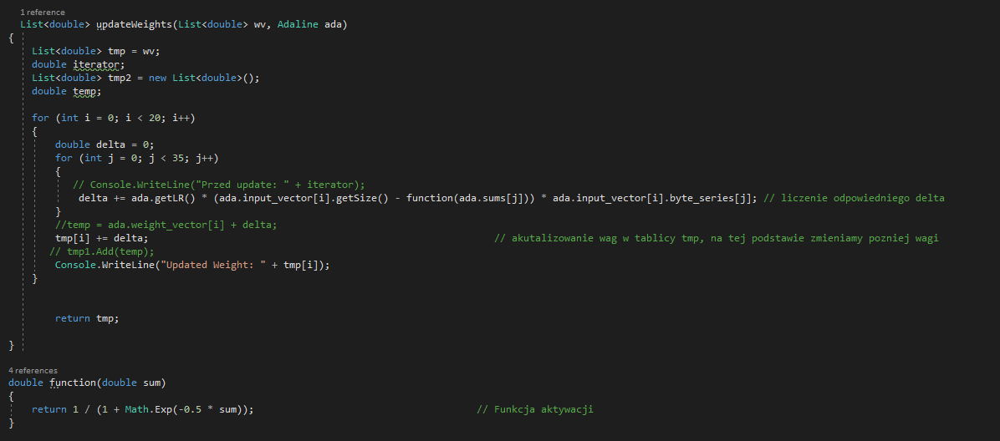 1 reference
List<double> updateWeights(List<double> wv, Adaline ada)
{
List<double> tmp = wv;
double iterator;
List<double> tmp2 = new List<double>();
double temp;
for (int i = 0; i < 20; i++)
{
double delta = 0;
for (int j = 0; j < 35; j++)
{
// Console.WriteLine("Przed update: " + iterator);
delta += ada.getLR() * (ada.input_vector[i].getSize() - function(ada.sums[j])) * ada.input_vector[i].byte_series[j]; // liczenie odpowiedniego delta
}
//temp = ada.weight_vector[i] + delta;
tmp[i] += delta; // akutalizowanie wag w tablicy tmp, na tej podstawie zmieniamy pozniej wagi
// tmp1.Add(temp);
Console.WriteLine("Updated Weight: " + tmp[i]);
}
return tmp;
}
4 references
double function(double sum)
{
return 1 / (1 + Math.Exp(-0.5 * sum)); // Funkcja aktywacji
}